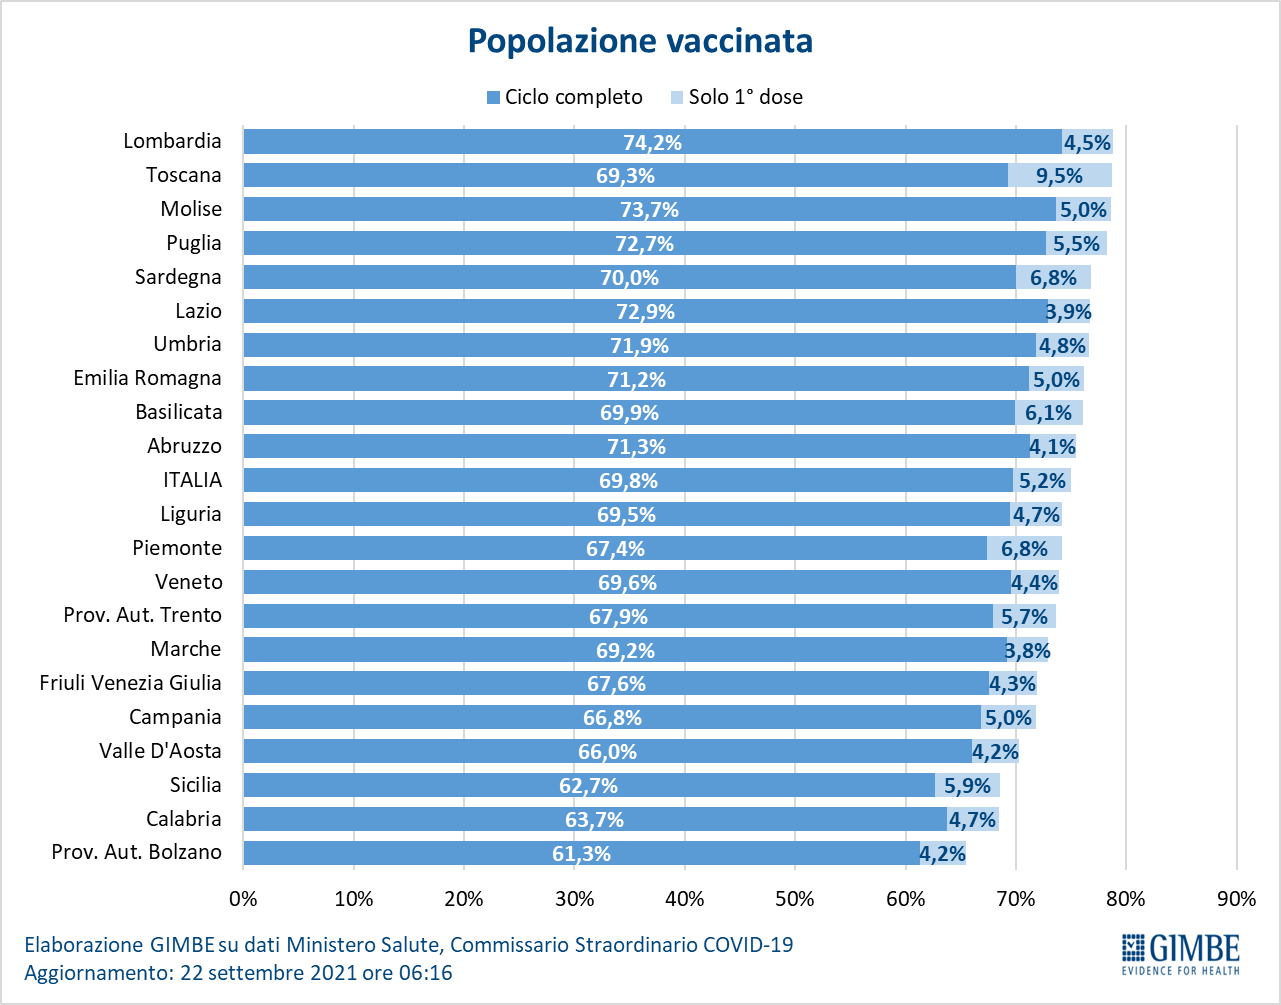 Popolazione vaccinata
Ciclo completo Solo 1° dose
Lombardia 74,2% 4,5%
Toscana 69,3% 9,5%
Molise 73,7% 5,0%
Puglia 72,7% 5,5%
Sardegna 70,0% 6,8%
Lazio 72,9% 3,9%
Umbria 71,9% 4,8%
Emilia Romagna 71,2% 5,0%
Basilicata 69,9% 6,1%
Abruzzo 71,3% 4,1%
ITALIA 69,8% 5,2%
Liguria 69,5% 4,7%
Piemonte 67,4% 6,8%
Veneto 69,6% 4,4%
Prov. Aut. Trento 67,9% 5,7%
Marche 69,2% 3,8%
Friuli Venezia Giulia 67,6% 4,3%
Campania 66,8% 5,0%
Valle D'Aosta 66,0% 4,2%
Sicilia 62,7% 5,9%
Calabria 63,7% 4,7%
Prov. Aut. Bolzano 61,3% 4,2%
0% 10% 20% 30% 40% 50% 60% 70% 80% 90%
Elaborazione GIMBE su dati Ministero Salute, Commissario Straordinario COVID-19
Aggiornamento: 22 settembre 2021 ore 06:16
GIMBE
EVIDENCE FOR HEALTH